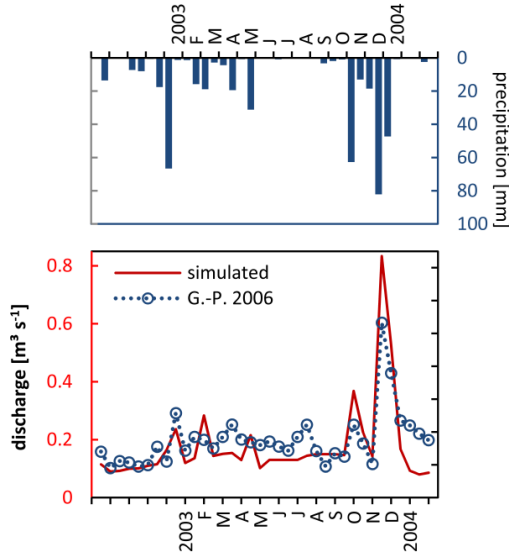 2003 F M A M J J A S O N D 2004
0
20
40
60
80
100
precipitation [mm]
0.8
0.6
0.4
0.2
0
discharge [m³ s⁻¹]
simulated
G.-P. 2006
2003 F M A M J J A S O N D 2004